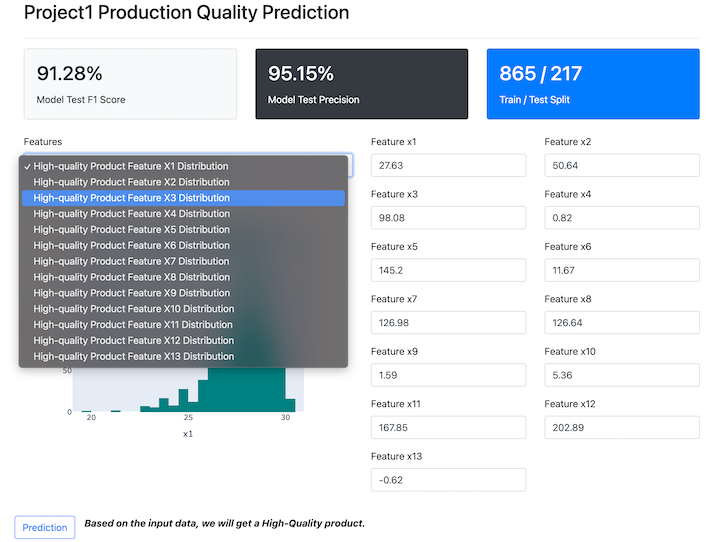 Project1 Production Quality Prediction
91.28%
Model Test F1 Score
95.15%
Model Test Precision
865 / 217
Train / Test Split
Features
✓ High-quality Product Feature X1 Distribution
High-quality Product Feature X2 Distribution
High-quality Product Feature X3 Distribution
High-quality Product Feature X4 Distribution
High-quality Product Feature X5 Distribution
High-quality Product Feature X6 Distribution
High-quality Product Feature X7 Distribution
High-quality Product Feature X8 Distribution
High-quality Product Feature X9 Distribution
High-quality Product Feature X10 Distribution
High-quality Product Feature X11 Distribution
High-quality Product Feature X12 Distribution
High-quality Product Feature X13 Distribution
50
0
20 25 30
x1
Feature x1
27.63
Feature x2
50.64
Feature x3
98.08
Feature x4
0.82
Feature x5
145.2
Feature x6
11.67
Feature x7
126.98
Feature x8
126.64
Feature x9
1.59
Feature x10
5.36
Feature x11
167.85
Feature x12
202.89
Feature x13
-0.62
Prediction
Based on the input data, we will get a High-Quality product.